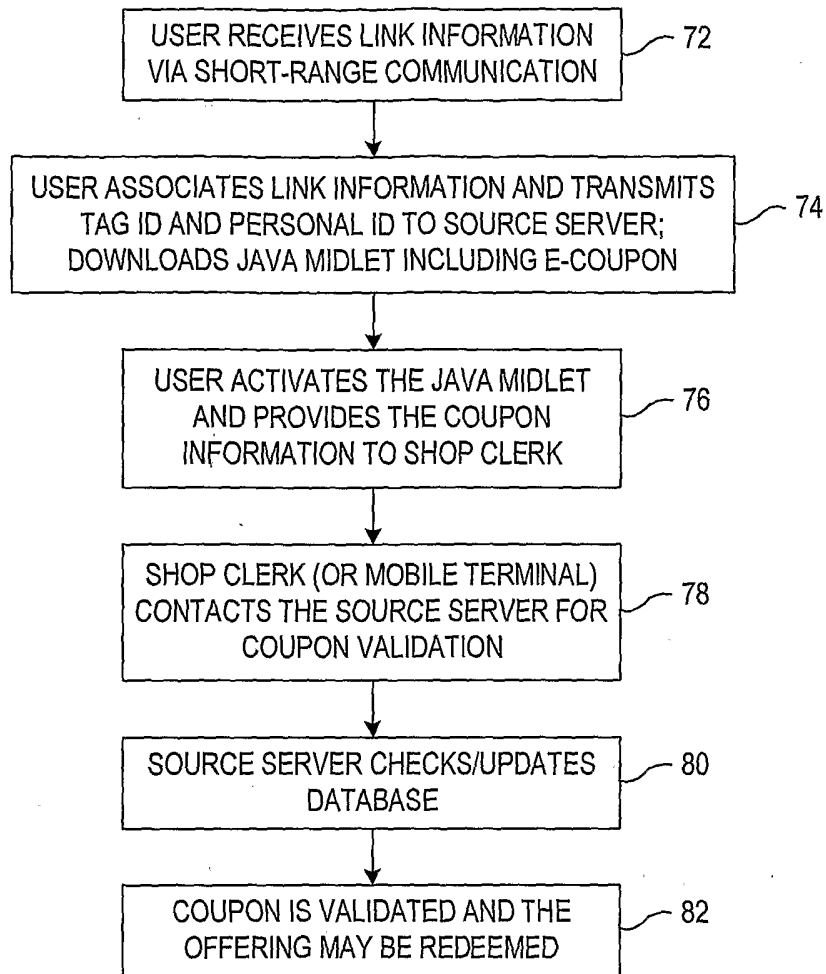 USER RECEIVES LINK INFORMATION
VIA SHORT-RANGE COMMUNICATION
72
USER ASSOCIATES LINK INFORMATION AND TRANSMITS
TAG ID AND PERSONAL ID TO SOURCE SERVER;
DOWNLOADS JAVA MIDLET INCLUDING E-COUPON
74
USER ACTIVATES THE JAVA MIDLET
AND PROVIDES THE COUPON
INFORMATION TO SHOP CLERK
76
SHOP CLERK (OR MOBILE TERMINAL)
CONTACTS THE SOURCE SERVER FOR
COUPON VALIDATION
78
SOURCE SERVER CHECKS/UPDATES
DATABASE
80
COUPON IS VALIDATED AND THE
OFFERING MAY BE REDEEMED
82